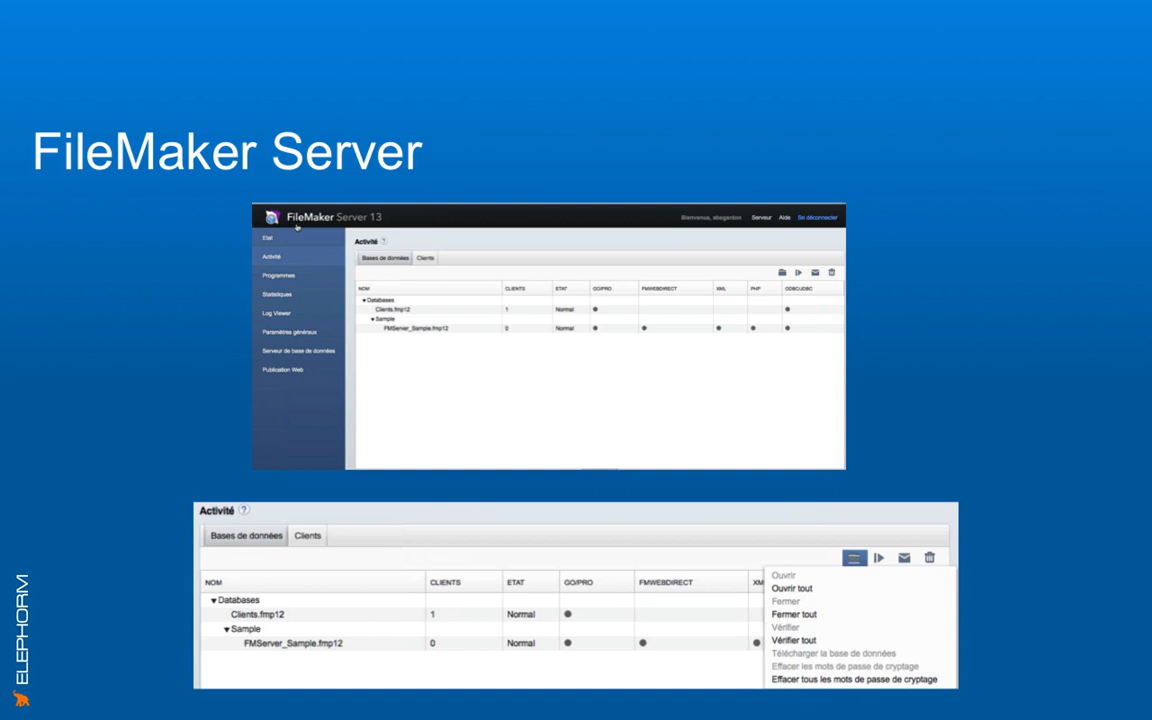 FileMaker Server
FileMaker Server 13
Bienvenue, abegenton Serveur Aide Se déconnecter
Etat
Activité
Programmes
Statistiques
Log Viewer
Paramètres généraux
Serveur de base de données
Publication Web
Activité ?
Bases de données Clients
NOM CLIENTS ETAT GO/PRO FMWEBDIRECT XML PHP ODBC/JDBC
Databases
Clients.fmp12 1 Normal
Sample
FMServer_Sample.fmp12 0 Normal
Activité ?
Bases de données Clients
NOM CLIENTS ETAT GO/PRO FMWEBDIRECT XM
Databases
Clients.fmp12 1 Normal
Sample
FMServer_Sample.fmp12 0 Normal
Ouvrir
Ouvrir tout
Fermer
Fermer tout
Vérifier
Vérifier tout
Télécharger la base de données
Effacer les mots de passe de cryptage
Effacer tous les mots de passe de cryptage
ELEPHORM